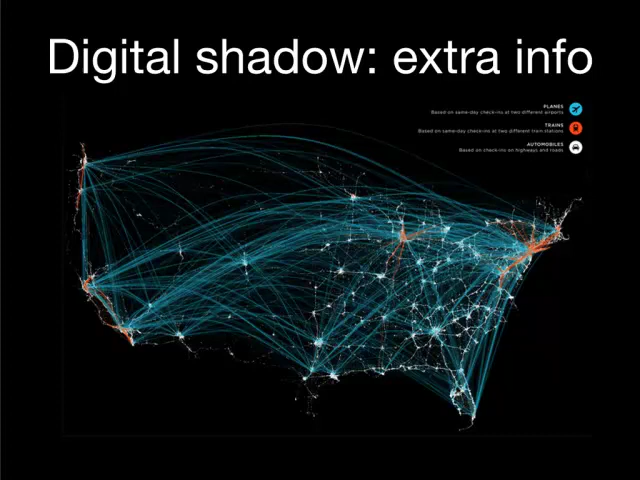 Digital shadow: extra info
PLANES
Based on same-day check-ins at two different airports
TRAINS
Based on same-day check-ins at two different train stations
AUTOMOBILES
Based on check-ins on highways and roads